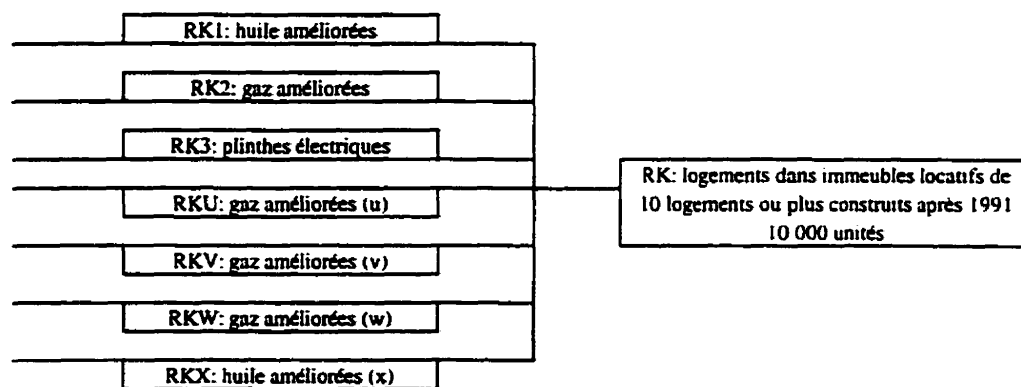 RK1: huile améliorées
RK2: gaz améliorées
RK3: plinthes électriques
RKU: gaz améliorées (u)
RKV: gaz améliorées (v)
RKW: gaz améliorées (w)
RKX: huile améliorées (x)
RK: logements dans immeubles locatifs de
10 logements ou plus construits après 1991
10 000 unités